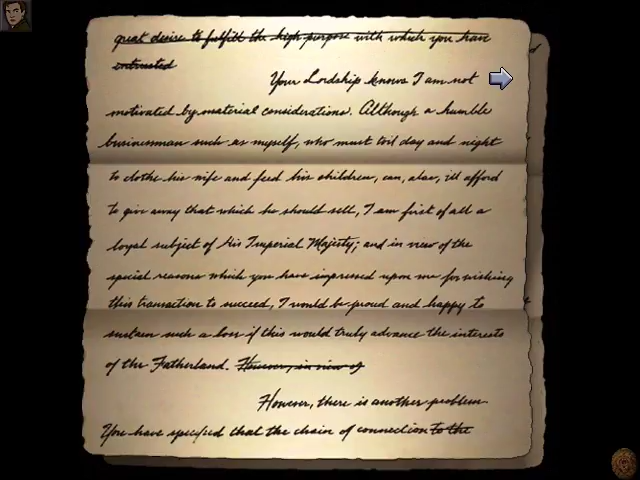 great desire to fulfill the high purpose with which you have
entrusted
Your Lordship knows I am not
motivated by material considerations. Although a humble
businessman such as myself, who must toil day and night
to clothe his wife and feed his children, can, alas, ill afford
to give away that which he should sell, I am first of all a
loyal subject of His Imperial Majesty; and in view of the
special reasons which you have impressed upon me for wishing
this transaction to succeed, I would be proud and happy to
sustain such a loss if this would truly advance the interests
of the Fatherland. However, in view of
However, there is another problem
You have specified that the chain of connection to the